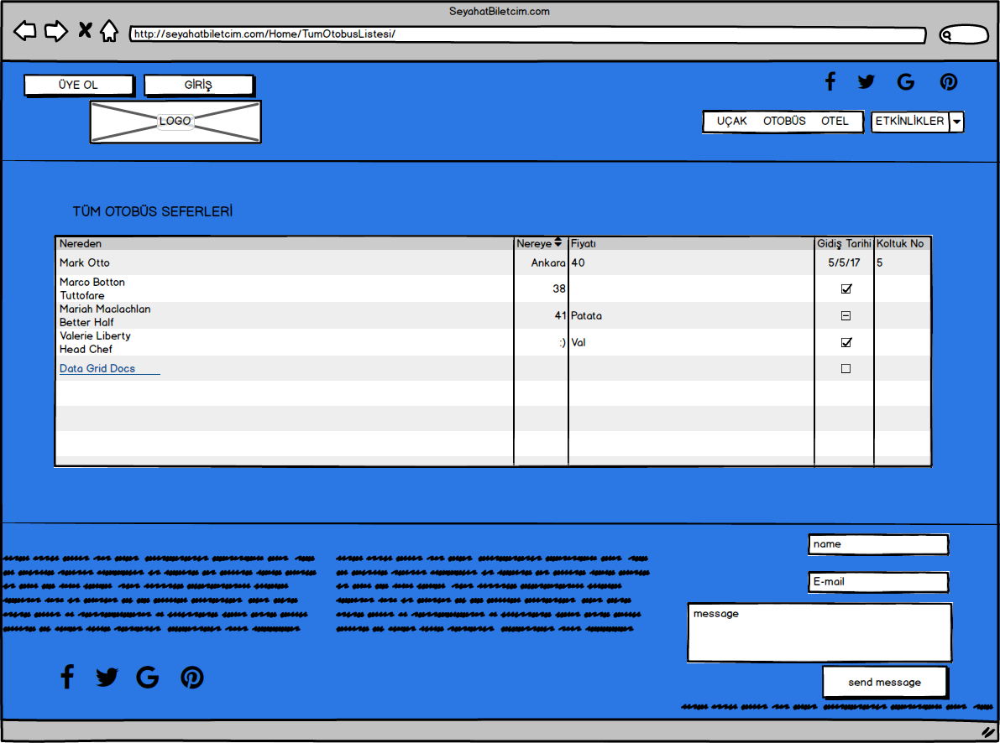 SeyahatBiletcim.com
http://seyahatbiletcim.com/Home/TumOtobusListesi/
ÜYE OL GİRİŞ
LOGO
UÇAK OTOBÜS OTEL ETKİNLİKLER
TÜM OTOBÜS SEFERLERİ
Nereden Nereye Fiyatı Gidiş Tarihi Koltuk No
Mark Otto Ankara 40 5/5/17 5
Marco Botton
Tuttofare 38
Mariah Maclachlan
Better Half 41 Patata
Valerie Liberty
Head Chef :) Val
Data Grid Docs
name
E-mail
message
send message